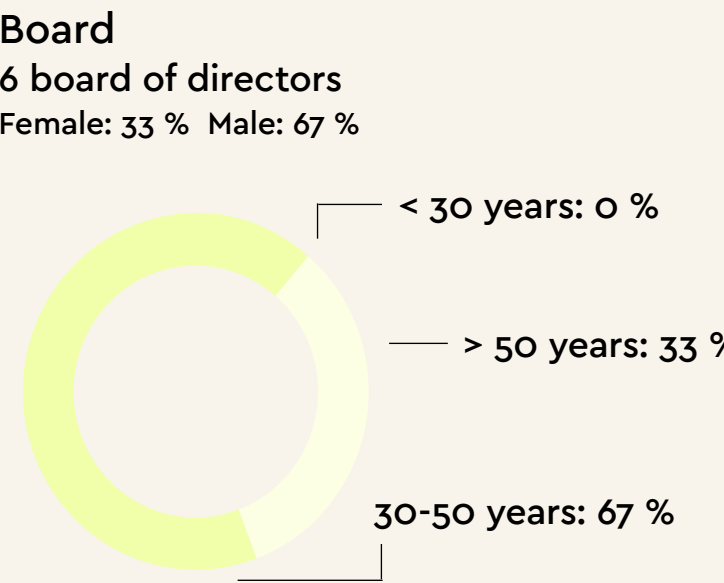 Board
6 board of directors
Female: 33 % Male: 67 %
< 30 years: 0 %
> 50 years: 33 %
30-50 years: 67 %